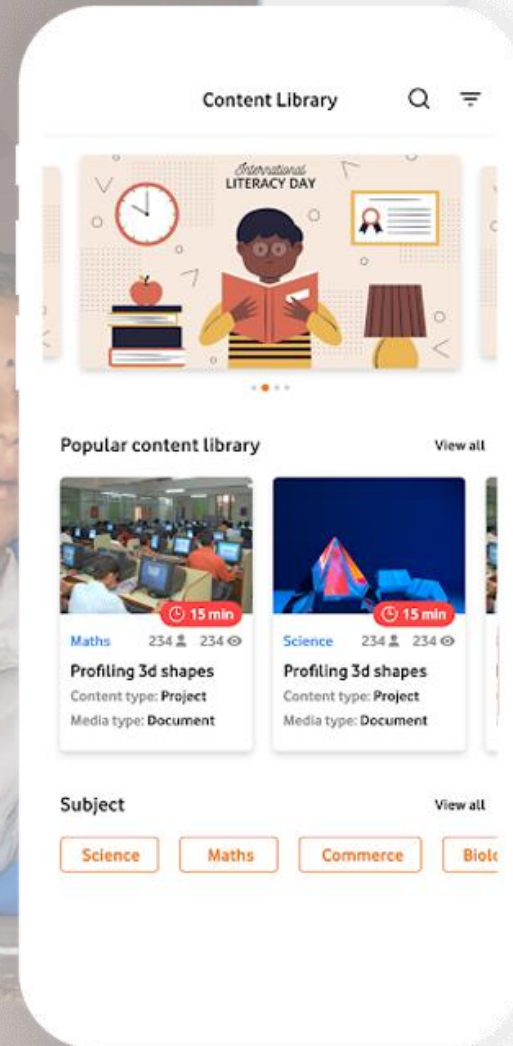 Content Library
International
LITERACY DAY
Popular content library
View all
15 min
15 min
Maths
234
234
Science
234
234
Profiling 3d shapes
Profiling 3d shapes
Content type: Project
Content type: Project
Media type: Document
Media type: Document
Subject
View all
Science
Maths
Commerce